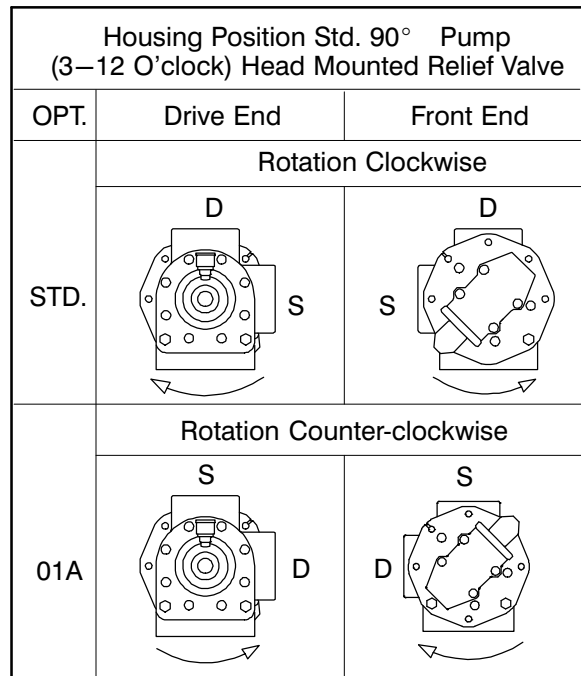 Housing Position Std. 90° Pump
(3—12 O'clock) Head Mounted Relief Valve
OPT. Drive End Front End
Rotation Clockwise
D D
STD. S S
Rotation Counter-clockwise
S S
01A D D